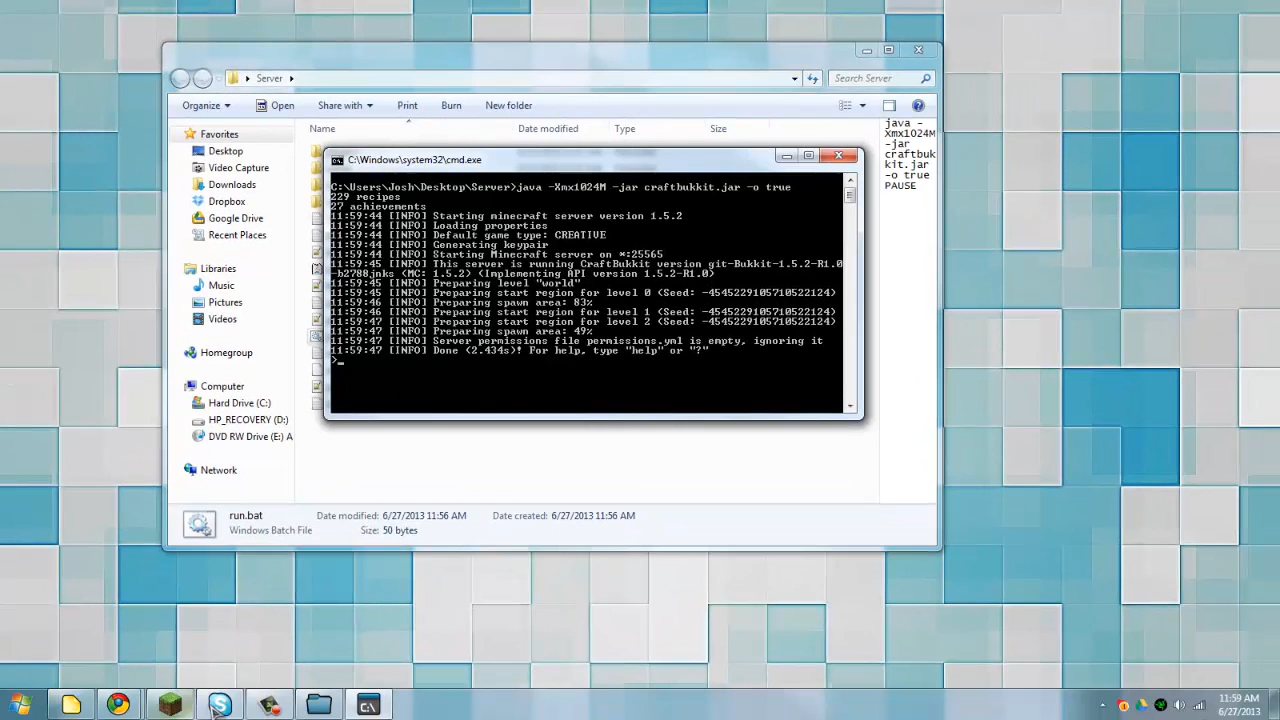 Server
Search Server
Organize
Open
Share with
Print
Burn
New folder
Name
Date modified
Type
Size
Favorites
Desktop
Video Capture
Downloads
Dropbox
Google Drive
Recent Places
Libraries
Music
Pictures
Videos
Homegroup
Computer
Hard Drive (C:)
HP_RECOVERY (D:)
DVD RW Drive (E:) A
Network
java -
Xmx1024M
-jar
craftbuk
kit.jar
-o true
PAUSE
C:\Windows\system32\cmd.exe
C:\Users\Josh\Desktop\Server>java -Xmx1024M -jar craftbukkit.jar -o true
229 recipes
27 achievements
11:59:44 [INFO] Starting minecraft server version 1.5.2
11:59:44 [INFO] Loading properties
11:59:44 [INFO] Default game type: CREATIVE
11:59:44 [INFO] Generating keypair
11:59:44 [INFO] Starting Minecraft server on *:25565
11:59:45 [INFO] This server is running CraftBukkit version git-Bukkit-1.5.2-R1.0
-b2788jnks (MC: 1.5.2) (Implementing API version 1.5.2-R1.0)
11:59:45 [INFO] Preparing level "world"
11:59:45 [INFO] Preparing start region for level 0 (Seed: -4545229105710522124)
11:59:46 [INFO] Preparing spawn area: 83%
11:59:46 [INFO] Preparing start region for level 1 (Seed: -4545229105710522124)
11:59:47 [INFO] Preparing start region for level 2 (Seed: -4545229105710522124)
11:59:47 [INFO] Preparing spawn area: 49%
11:59:47 [INFO] Server permissions file permissions.yml is empty, ignoring it
11:59:47 [INFO] Done (2.434s)! For help, type "help" or "?"
>_
run.bat
Date modified: 6/27/2013 11:56 AM
Date created: 6/27/2013 11:56 AM
Windows Batch File
Size: 50 bytes
11:59 AM
6/27/2013